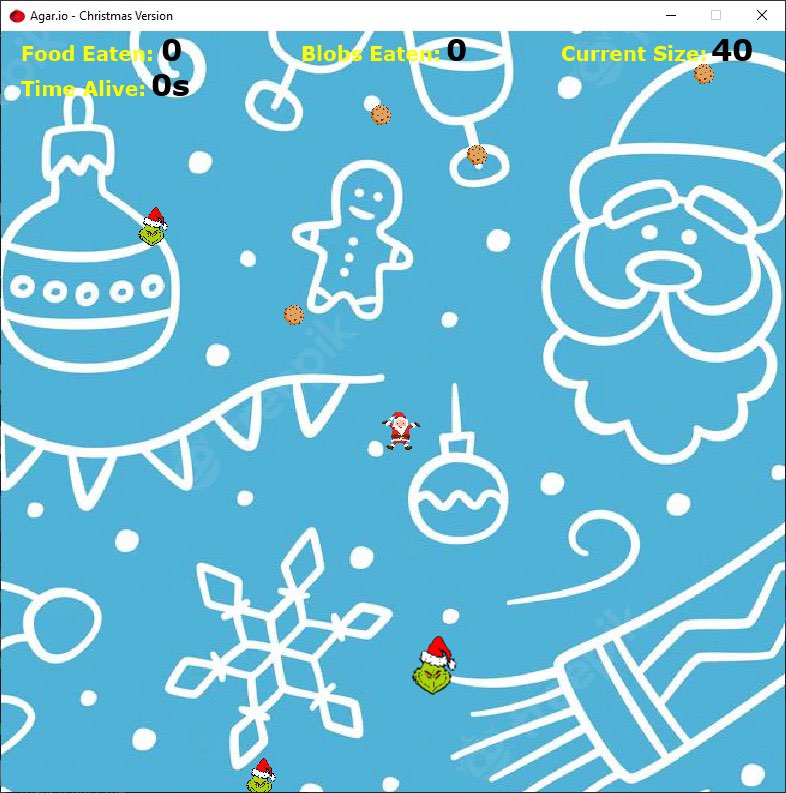 Agar.io - Christmas Version
Food Eaten: 0 Blobs Eaten: 0 Current Size: 40
Time Alive: 0s